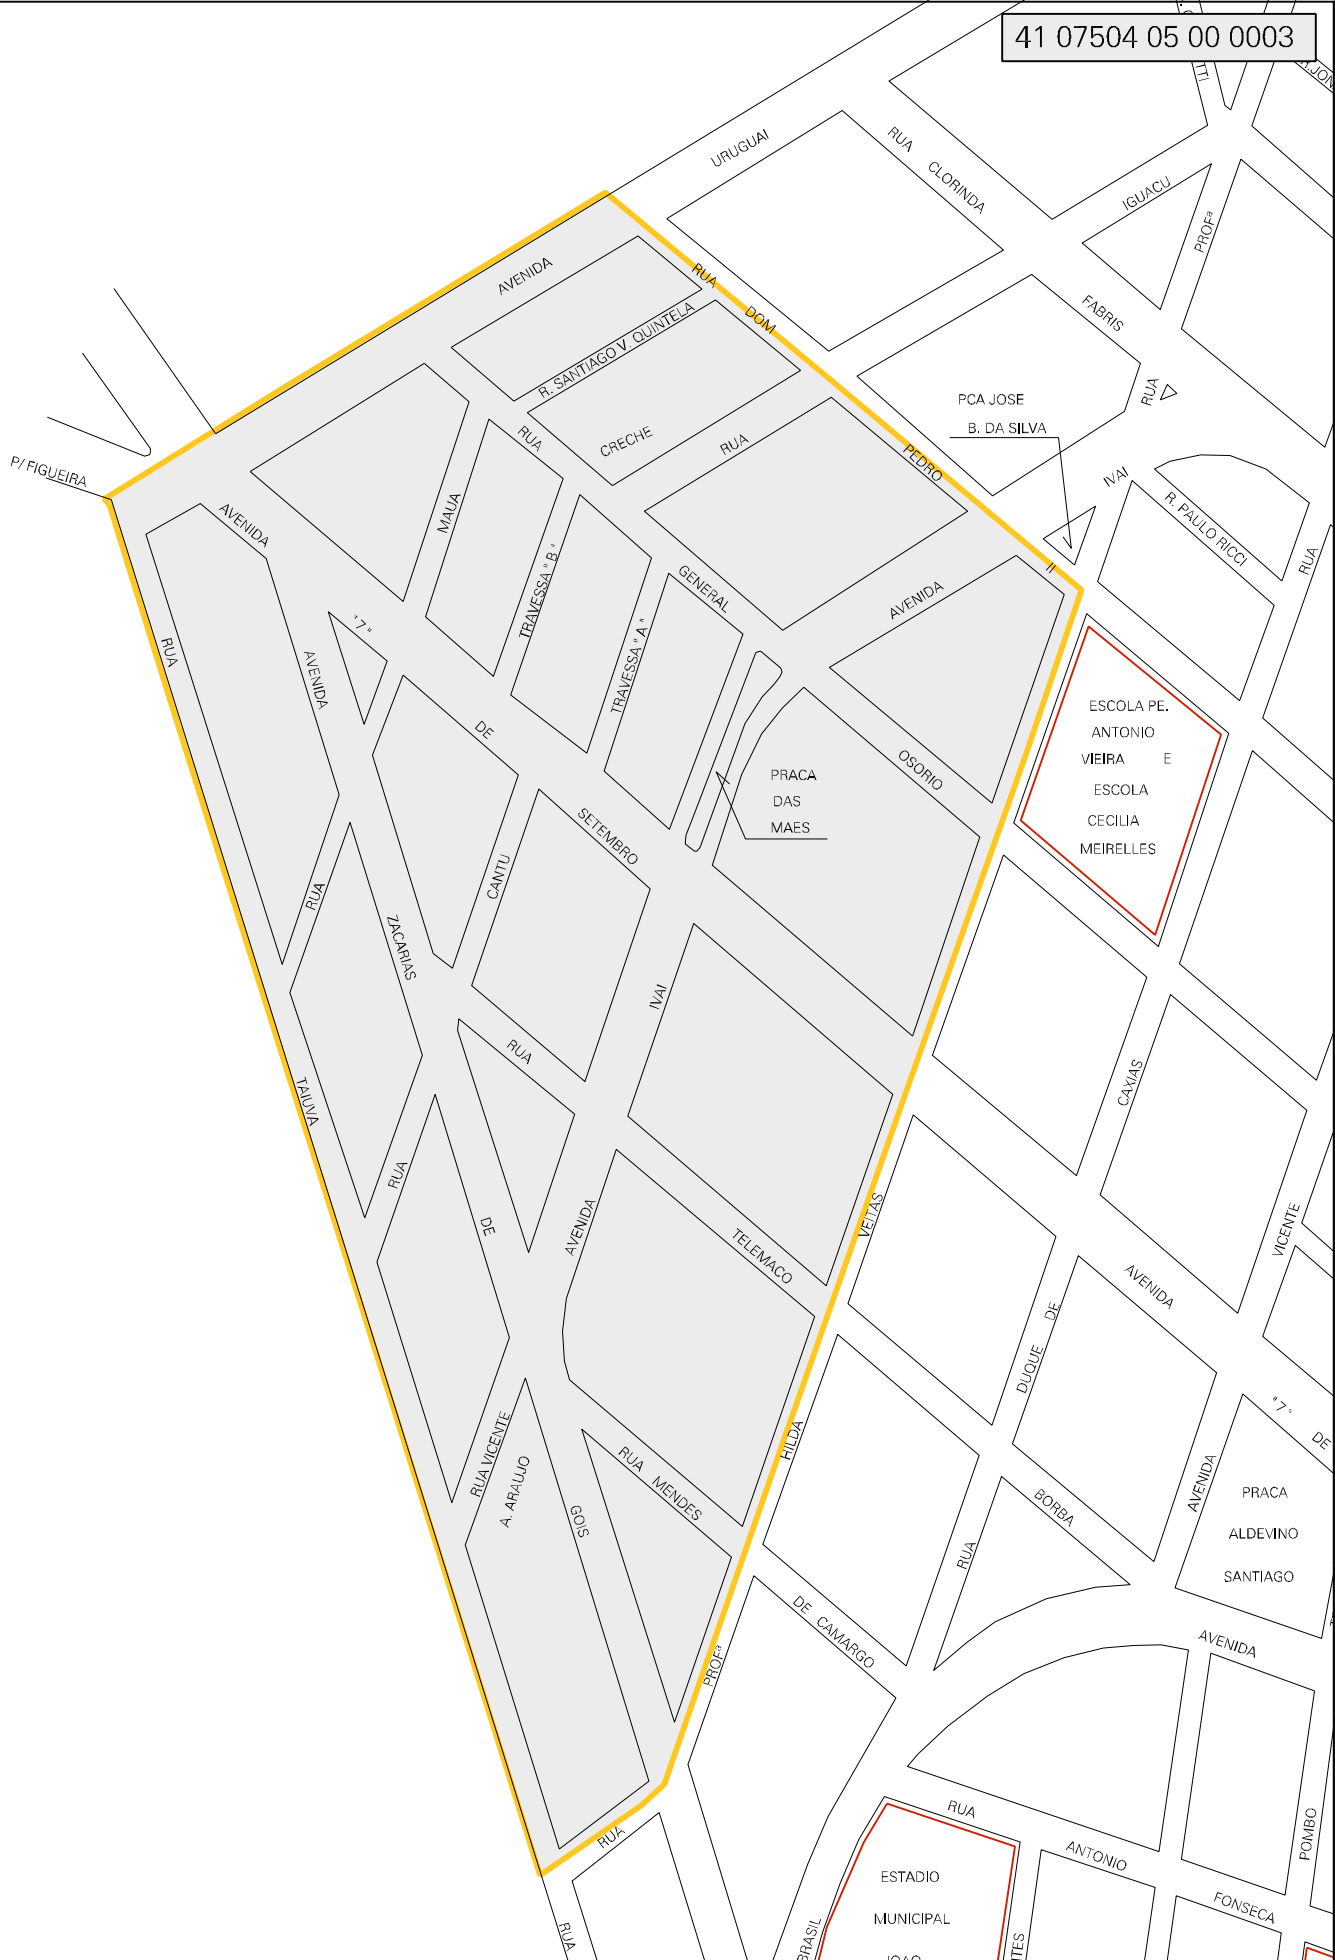 41 07504 05 00 0003
URUGUAI
RUA
CLORINDA
IGUACU
PROFª
AVENIDA
RUA
DOM
FABRIS
R. SANTIAGO V. QUINTELA
RUA
PCA JOSE
B. DA SILVA
P/ FIGUEIRA
RUA
CRECHE
RUA
PEDRO
IVAI
R. PAULO RICCI
RUA
AVENIDA
MAUA
TRAVESSA " B "
GENERAL
AVENIDA
II
RUA
"7"
AVENIDA
TRAVESSA " A "
DE
OSORIO
ESCOLA PE.
ANTONIO
VIEIRA E
ESCOLA
CECILIA
MEIRELLES
PRACA
DAS
MAES
SETEMBRO
RUA
CANTU
ZACARIAS
IVAI
RUA
TAIUVA
CAXIAS
RUA
DE
AVENIDA
TELEMACO
VEITAS
VICENTE
AVENIDA
DUQUE DE
RUA VICENTE
A. ARAUJO
GOIS
RUA MENDES
HILDA
"7" DE
AVENIDA
PRACA
ALDEVINO
SANTIAGO
BORBA
RUA
DE CAMARGO
PROFª
AVENIDA
RUA
RUA
ANTONIO
FONSECA
POMBO
ESTADIO
MUNICIPAL
JOAO
BRASIL
RUA